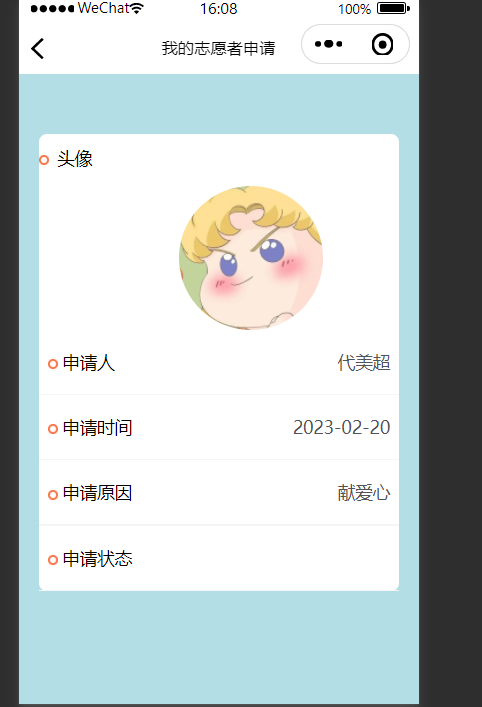 WeChat 16:08 100%
我的志愿者申请
头像
申请人 代美超
申请时间 2023-02-20
申请原因 献爱心
申请状态